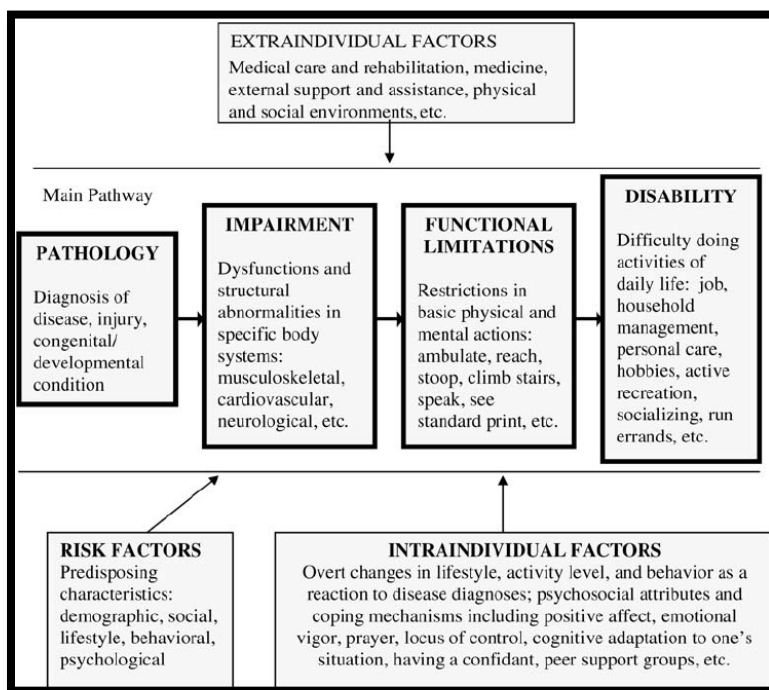 EXTRAINDIVIDUAL FACTORS
Medical care and rehabilitation, medicine,
external support and assistance, physical
and social environments, etc.
Main Pathway
PATHOLOGY
Diagnosis of
disease, injury,
congenital/
developmental
condition
IMPAIRMENT
Dysfunctions and
structural
abnormalities in
specific body
systems:
musculoskeletal,
cardiovascular,
neurological, etc.
FUNCTIONAL
LIMITATIONS
Restrictions in
basic physical and
mental actions:
ambulate, reach,
stoop, climb stairs,
speak, see
standard print, etc.
DISABILITY
Difficulty doing
activities of
daily life: job,
household
management,
personal care,
hobbies, active
recreation,
socializing, run
errands, etc.
RISK FACTORS
Predisposing
characteristics:
demographic, social,
lifestyle, behavioral,
psychological
INTRAINDIVIDUAL FACTORS
Overt changes in lifestyle, activity level, and behavior as a
reaction to disease diagnoses; psychosocial attributes and
coping mechanisms including positive affect, emotional
vigor, prayer, locus of control, cognitive adaptation to one’s
situation, having a confidant, peer support groups, etc.